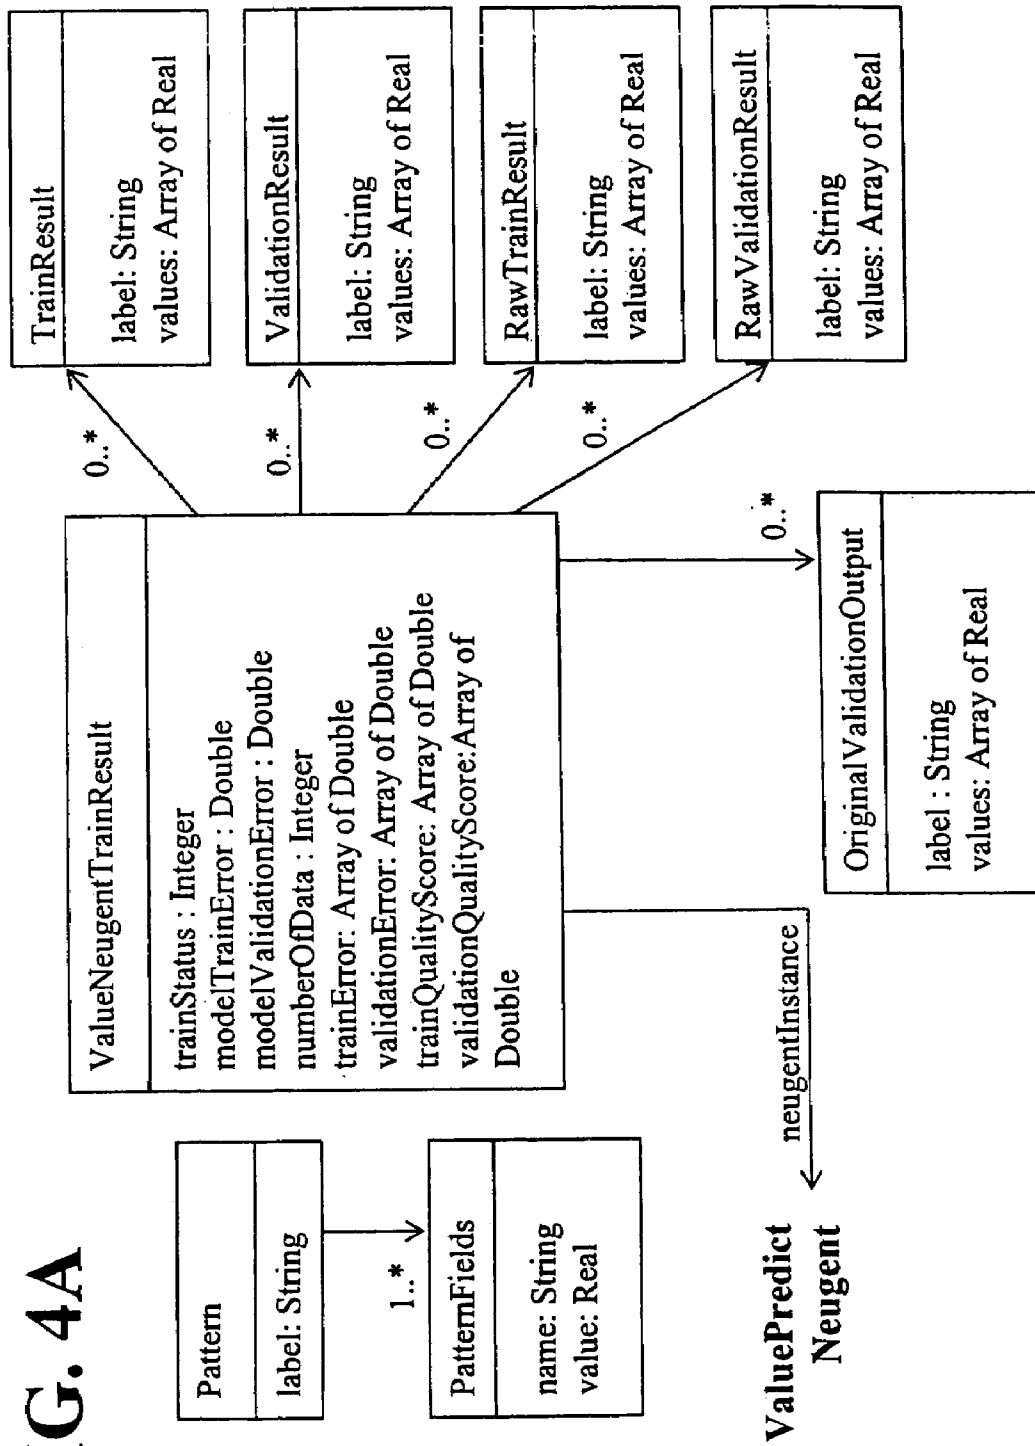 G. 4A
Pattern
label: String
1..*
PatternFields
name: String
value: Real
ValuePredict
Neugent
neugentInstance
ValueNeugentTrainResult
trainStatus : Integer
modelTrainError : Double
modelValidationError : Double
numberOfData : Integer
trainError: Array of Double
validationError: Array of Double
trainQualityScore: Array of Double
validationQualityScore:Array of
Double
0..*
OriginalValidationOutput
label : String
values: Array of Real
0..*
TrainResult
label: String
values: Array of Real
0..*
ValidationResult
label: String
values: Array of Real
0..*
RawTrainResult
label: String
values: Array of Real
0..*
RawValidationResult
label: String
values: Array of Real